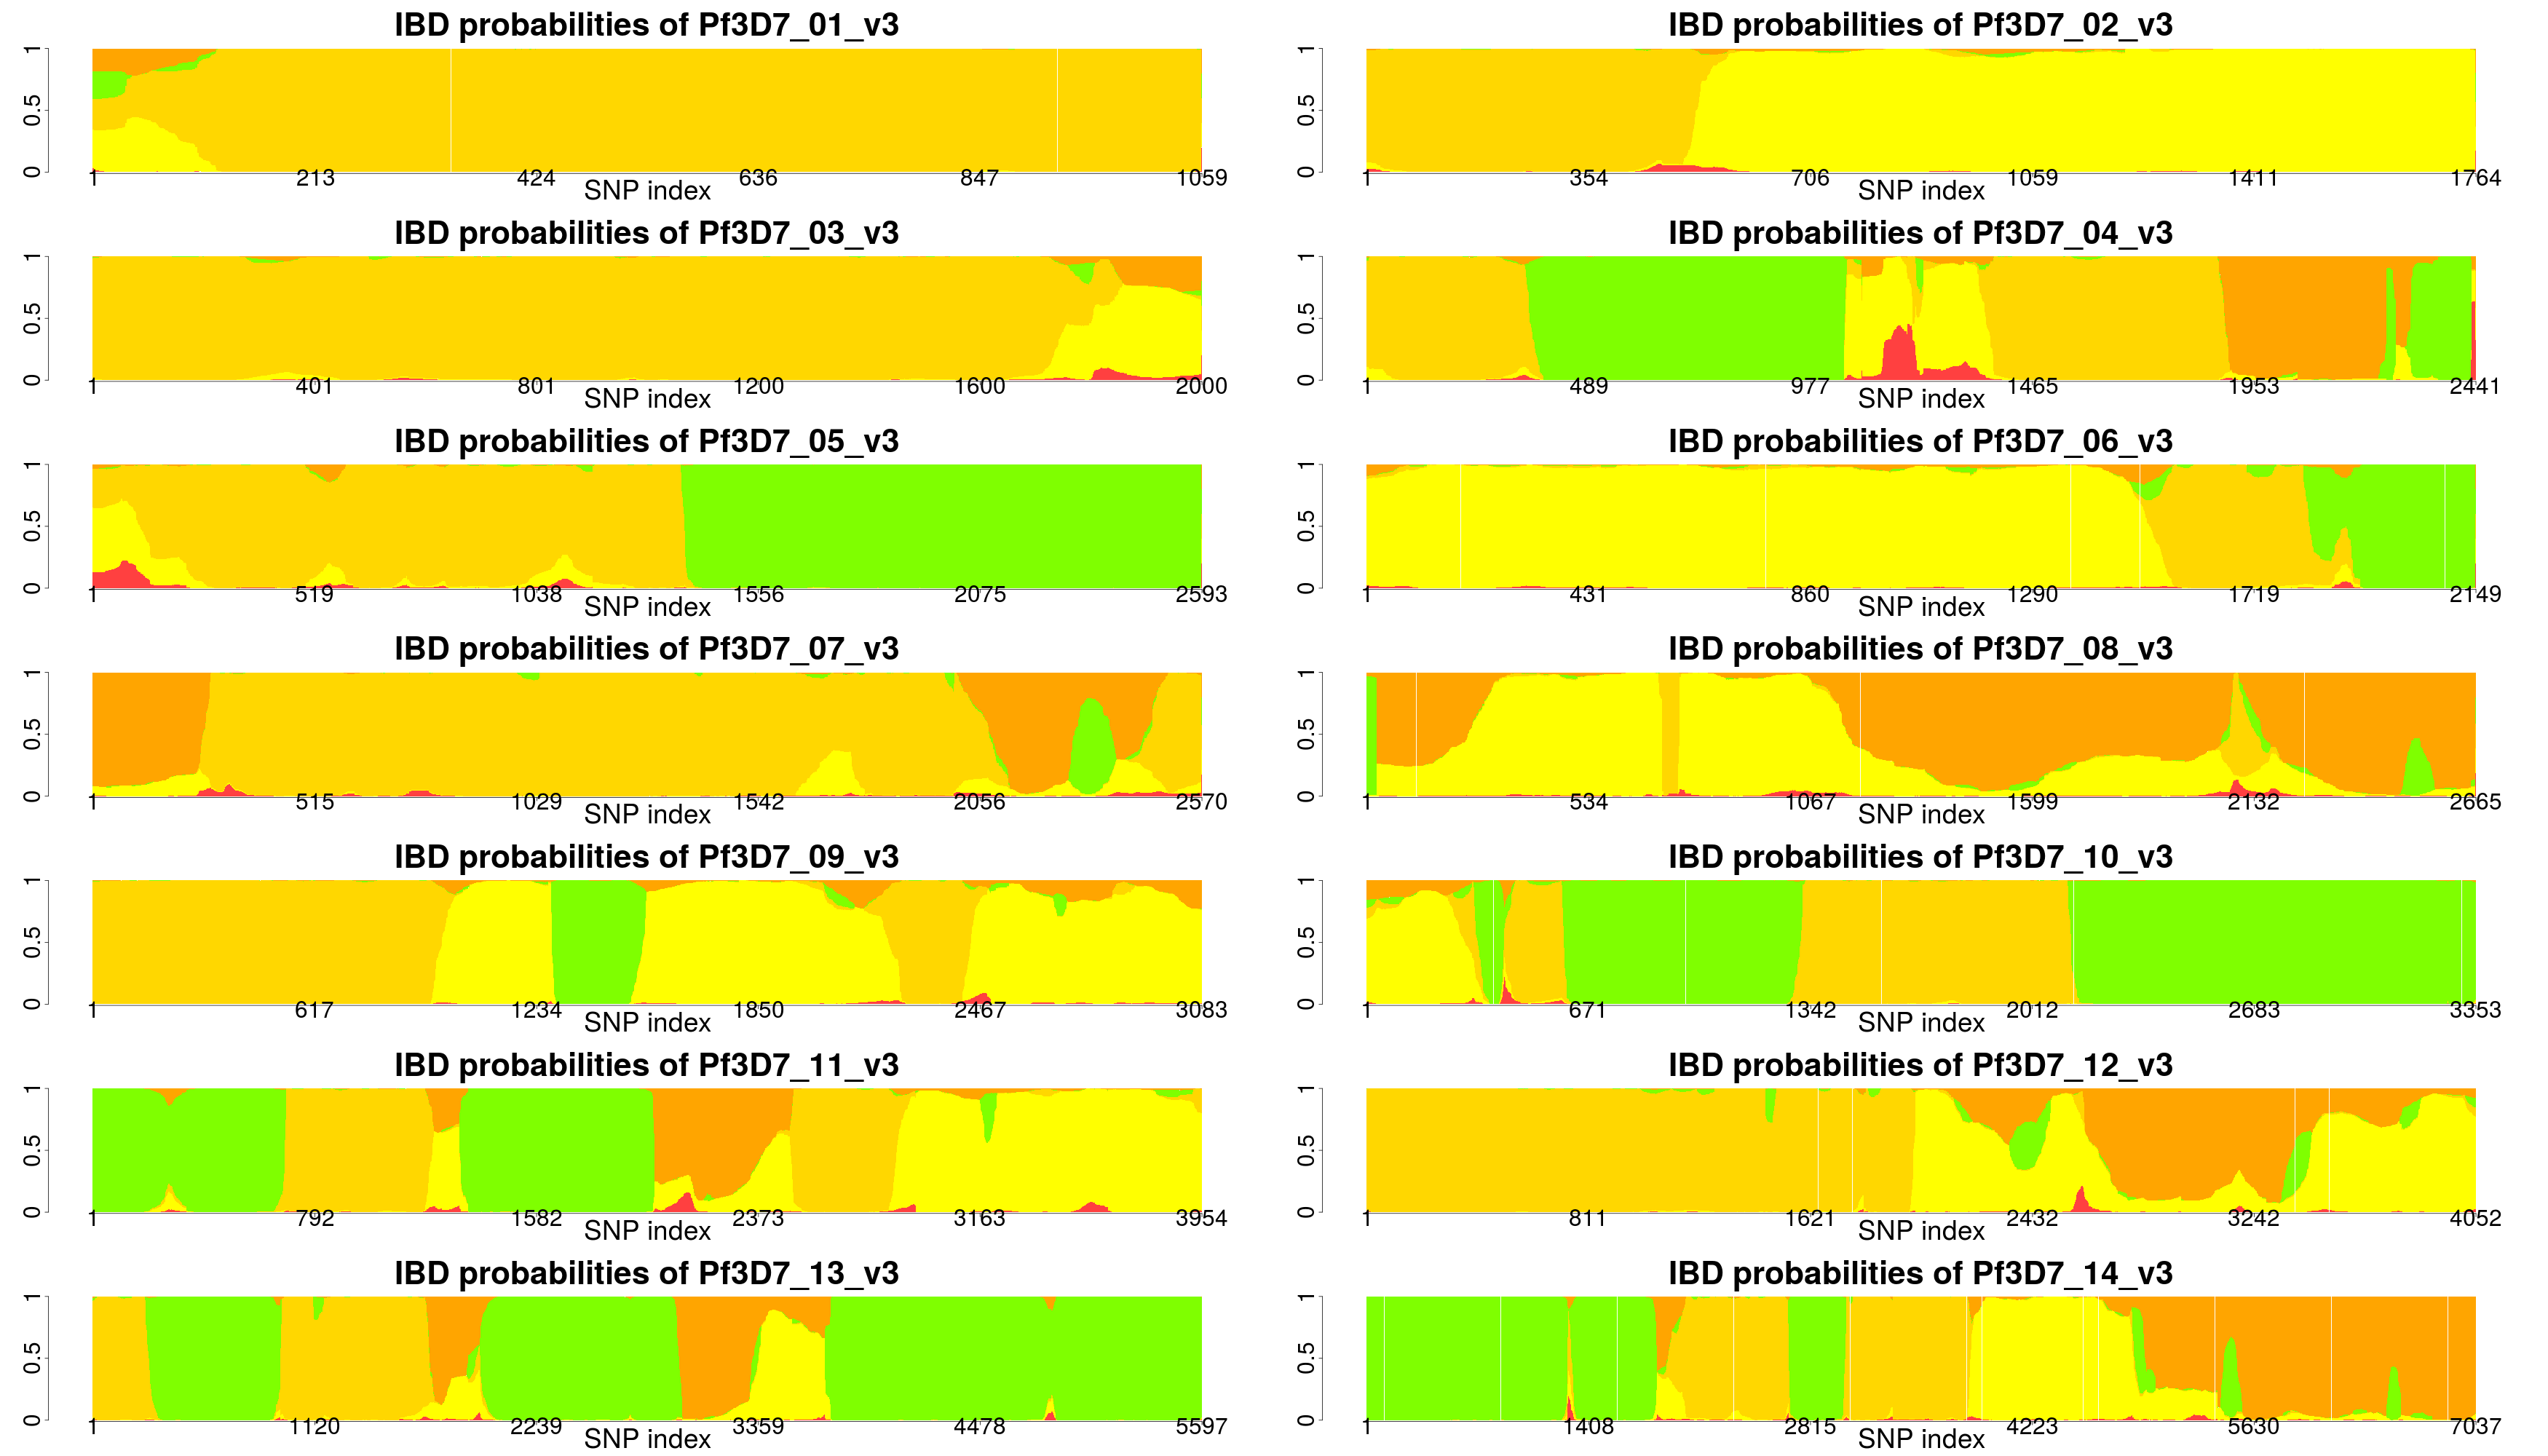 IBD probabilities of Pf3D7_01_v3
1
0.5
0
1 213 424 636 847 1059
SNP index
IBD probabilities of Pf3D7_02_v3
1
0.5
0
1 354 706 1059 1411 1764
SNP index
IBD probabilities of Pf3D7_03_v3
1
0.5
0
1 401 801 1200 1600 2000
SNP index
IBD probabilities of Pf3D7_04_v3
1
0.5
0
1 489 977 1465 1953 2441
SNP index
IBD probabilities of Pf3D7_05_v3
1
0.5
0
1 519 1038 1556 2075 2593
SNP index
IBD probabilities of Pf3D7_06_v3
1
0.5
0
1 431 860 1290 1719 2149
SNP index
IBD probabilities of Pf3D7_07_v3
1
0.5
0
1 515 1029 1542 2056 2570
SNP index
IBD probabilities of Pf3D7_08_v3
1
0.5
0
1 534 1067 1599 2132 2665
SNP index
IBD probabilities of Pf3D7_09_v3
1
0.5
0
1 617 1234 1850 2467 3083
SNP index
IBD probabilities of Pf3D7_10_v3
1
0.5
0
1 671 1342 2012 2683 3353
SNP index
IBD probabilities of Pf3D7_11_v3
1
0.5
0
1 792 1582 2373 3163 3954
SNP index
IBD probabilities of Pf3D7_12_v3
1
0.5
0
1 811 1621 2432 3242 4052
SNP index
IBD probabilities of Pf3D7_13_v3
1
0.5
0
1 1120 2239 3359 4478 5597
SNP index
IBD probabilities of Pf3D7_14_v3
1
0.5
0
1 1408 2815 4223 5630 7037
SNP index